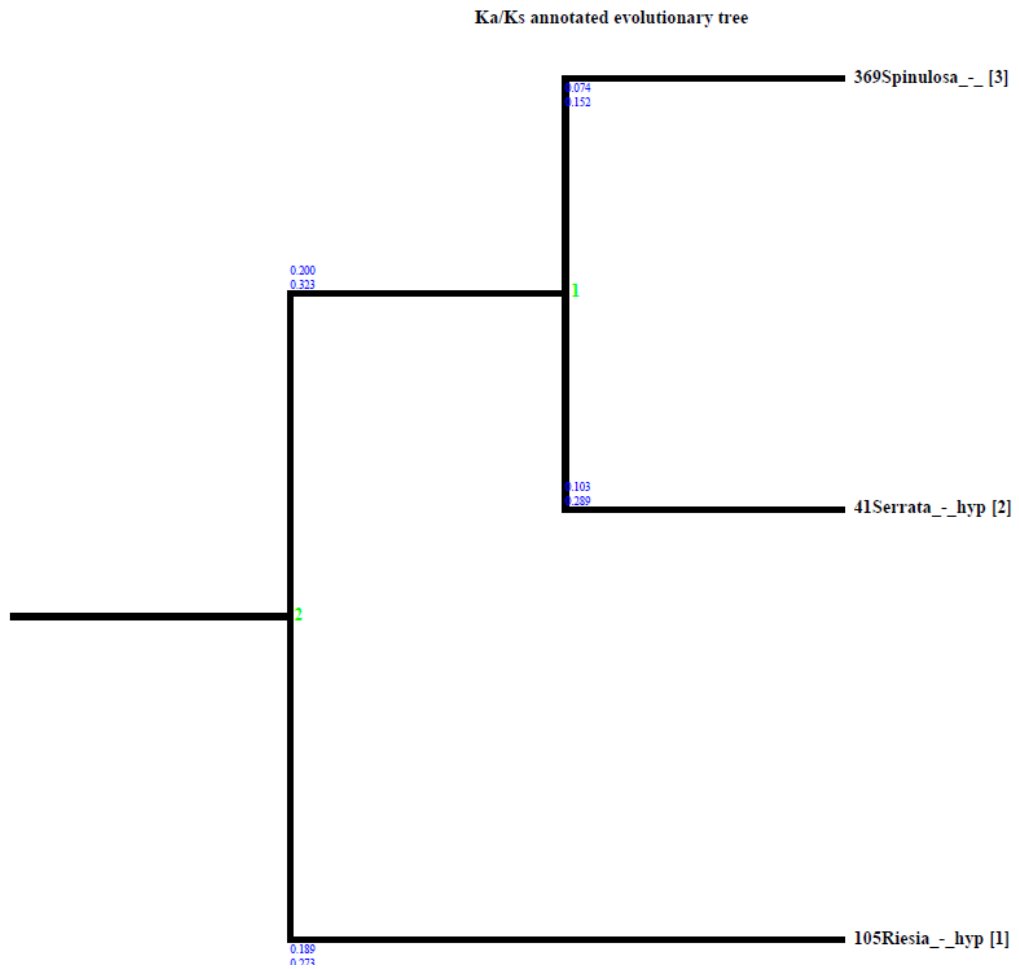 Ka/Ks annotated evolutionary tree
369Spinulosa_-_ [3]
0.074
0.152
0.200
0.323
1
0.103
0.289
41Serrata_-_hyp [2]
2
105Riesia_-_hyp [1]
0.189
0.273